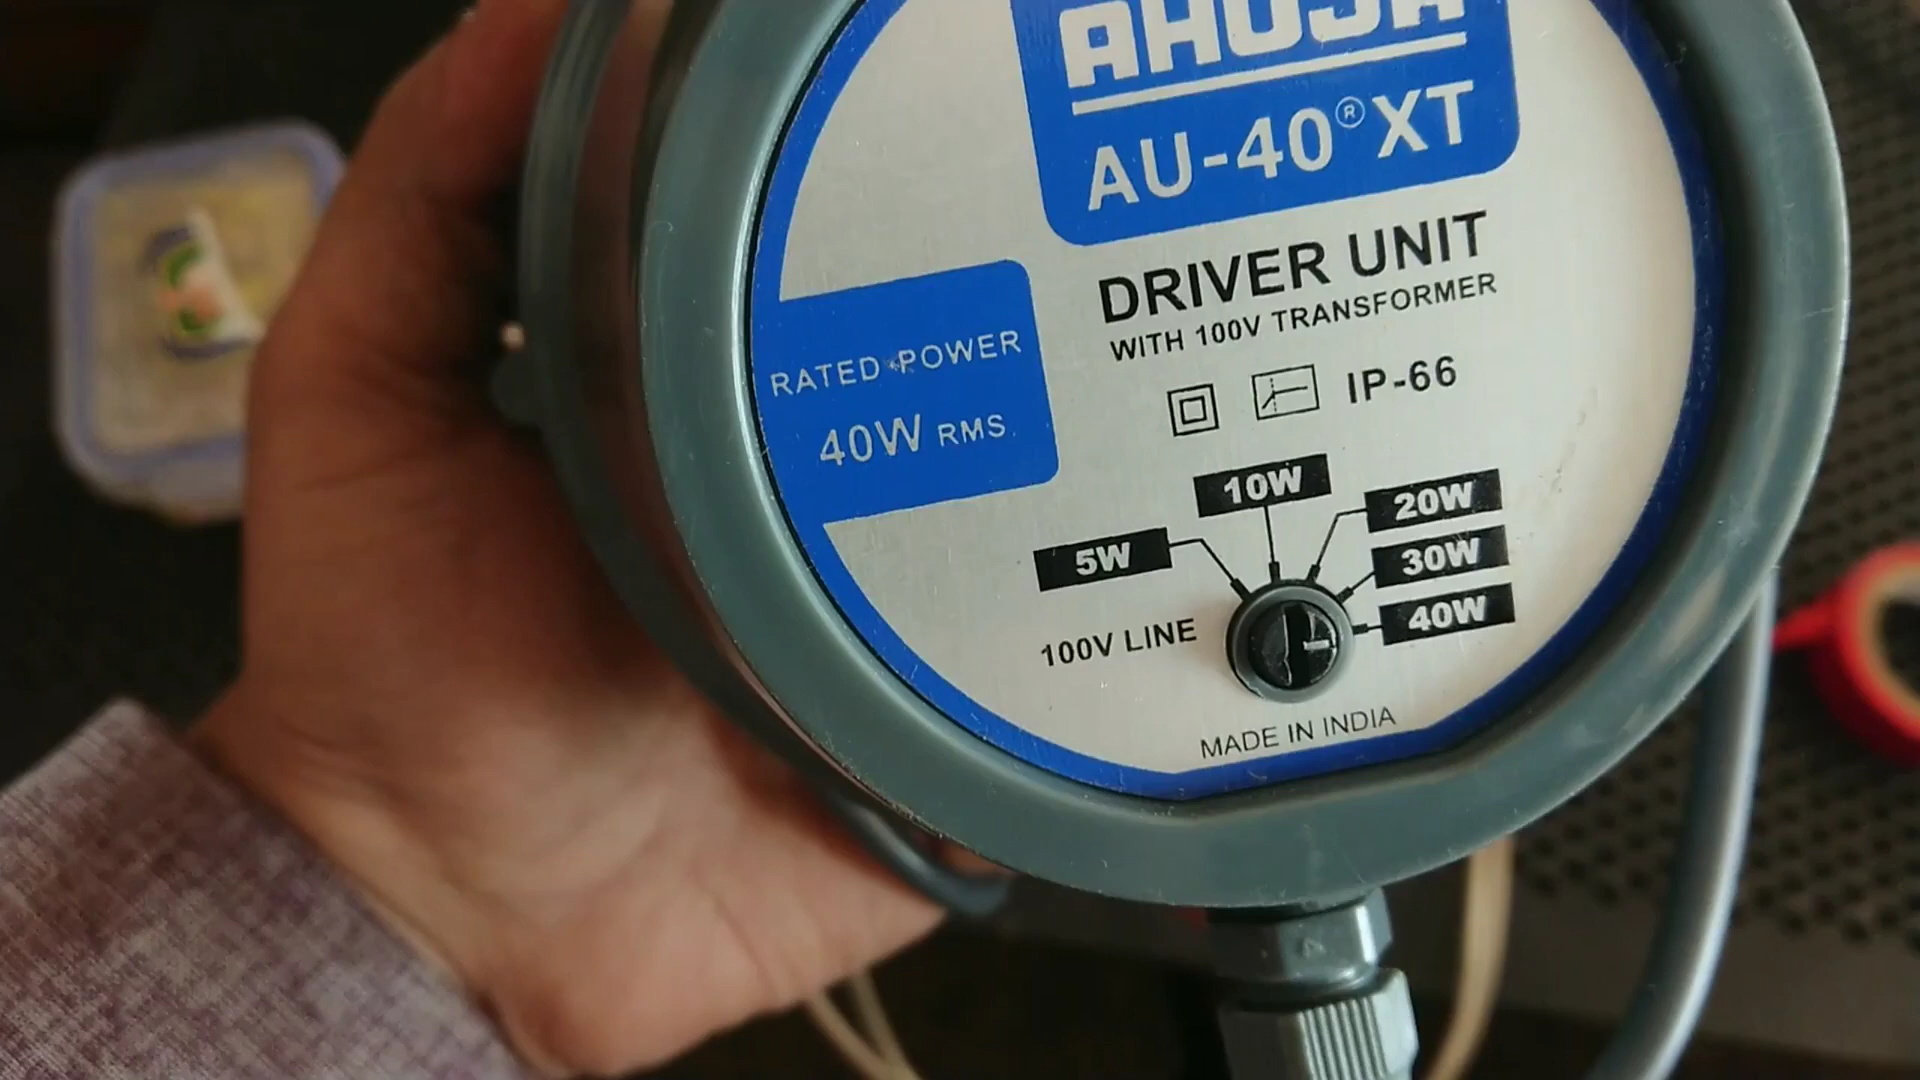 AHUJA
AU-40® XT
DRIVER UNIT
WITH 100V TRANSFORMER
IP-66
RATED POWER
40W RMS
10W
20W
5W
30W
40W
100V LINE
MADE IN INDIA